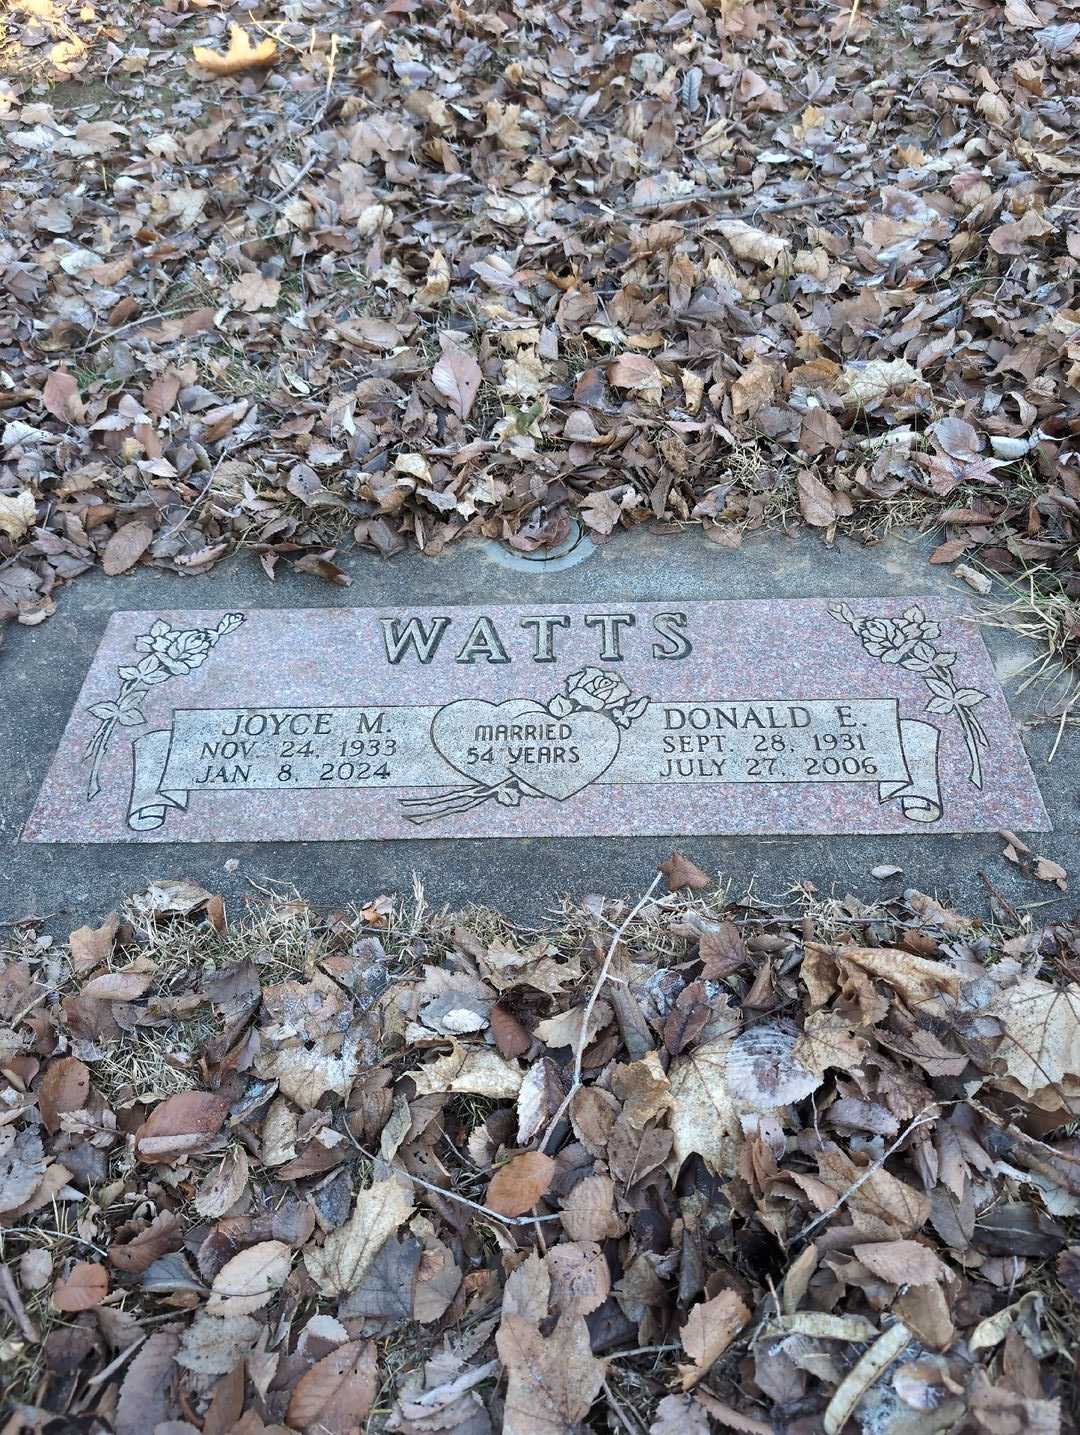 WATTS
JOYCE M.
NOV. 24, 1933
JAN. 8, 2024
MARRIED
54 YEARS
DONALD E.
SEPT. 28, 1931
JULY 27, 2006